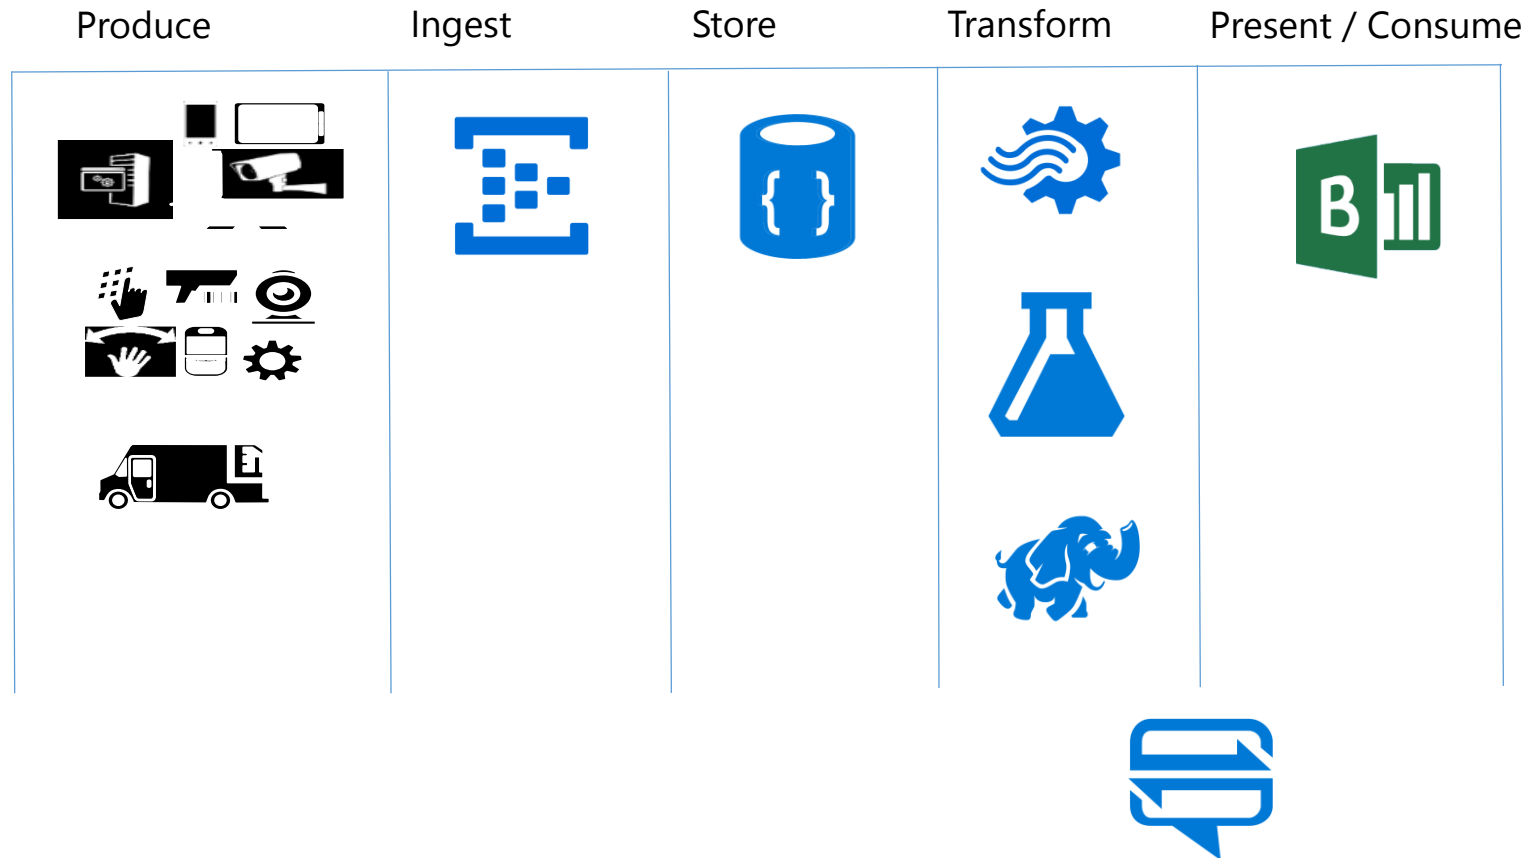 Produce
Ingest
Store
Transform
Present / Consume
{ }
B